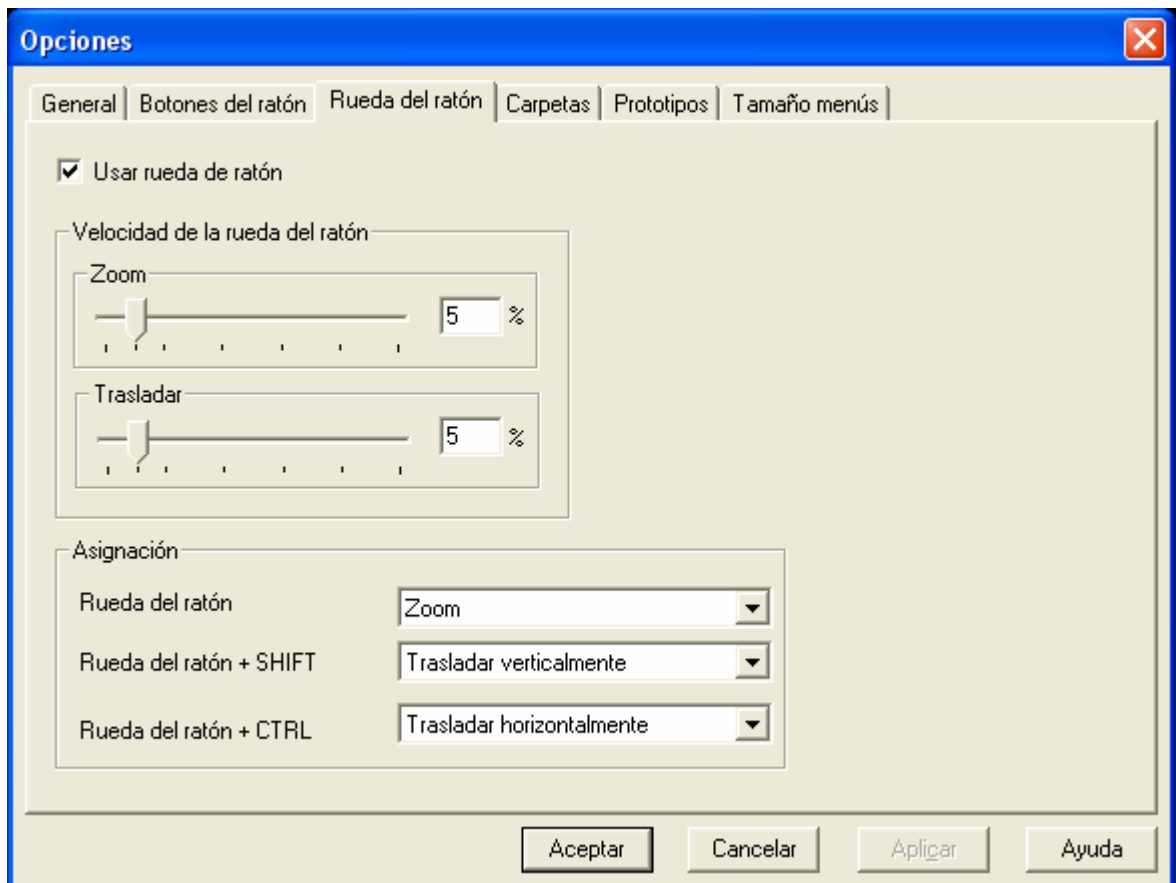 Opciones
General Botones del ratón Rueda del ratón Carpetas Prototipos Tamaño menús
Usar rueda de ratón
Velocidad de la rueda del ratón
Zoom
5 %
Trasladar
5 %
Asignación
Rueda del ratón Zoom
Rueda del ratón + SHIFT Trasladar verticalmente
Rueda del ratón + CTRL Trasladar horizontalmente
Aceptar Cancelar Aplicar Ayuda